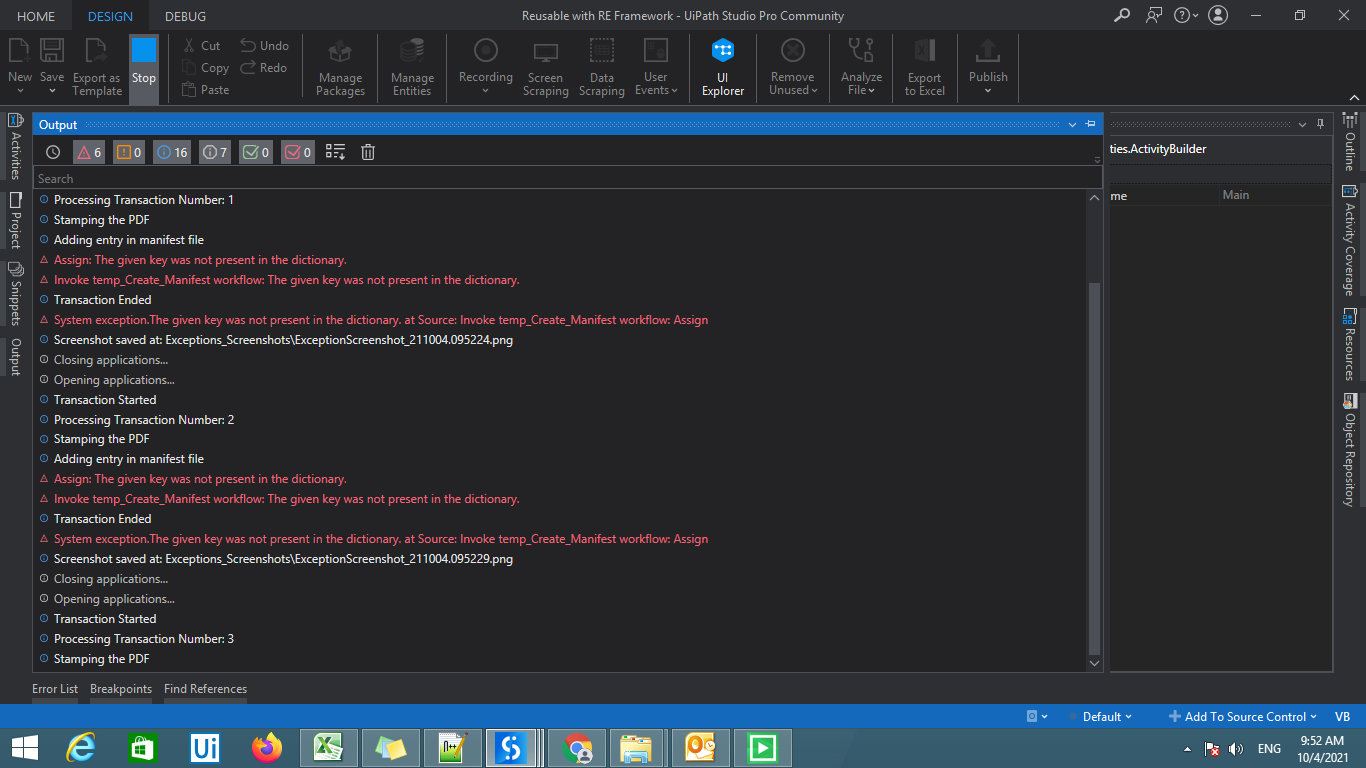 HOME DESIGN DEBUG Reusable with RE Framework - UiPath Studio Pro Community
New Save Export as Template Stop Cut Copy Paste Undo Redo Manage Packages Manage Entities Recording Screen Scraping Data Scraping User Events UI Explorer Remove Unused Analyze File Export to Excel Publish
Output
6 0 16 7 0 0
Search
Processing Transaction Number: 1
Stamping the PDF
Adding entry in manifest file
Assign: The given key was not present in the dictionary.
Invoke temp_Create_Manifest workflow: The given key was not present in the dictionary.
Transaction Ended
System exception.The given key was not present in the dictionary. at Source: Invoke temp_Create_Manifest workflow: Assign
Screenshot saved at: Exceptions_Screenshots\ExceptionScreenshot_211004.095224.png
Closing applications...
Opening applications...
Transaction Started
Processing Transaction Number: 2
Stamping the PDF
Adding entry in manifest file
Assign: The given key was not present in the dictionary.
Invoke temp_Create_Manifest workflow: The given key was not present in the dictionary.
Transaction Ended
System exception.The given key was not present in the dictionary. at Source: Invoke temp_Create_Manifest workflow: Assign
Screenshot saved at: Exceptions_Screenshots\ExceptionScreenshot_211004.095229.png
Closing applications...
Opening applications...
Transaction Started
Processing Transaction Number: 3
Stamping the PDF
Activities
Project
Snippets
Output
ties.ActivityBuilder
me Main
Outline
Activity Coverage
Resources
Object Repository
Error List Breakpoints Find References
Default Add To Source Control VB
Ui N++ ENG 9:52 AM
10/4/2021